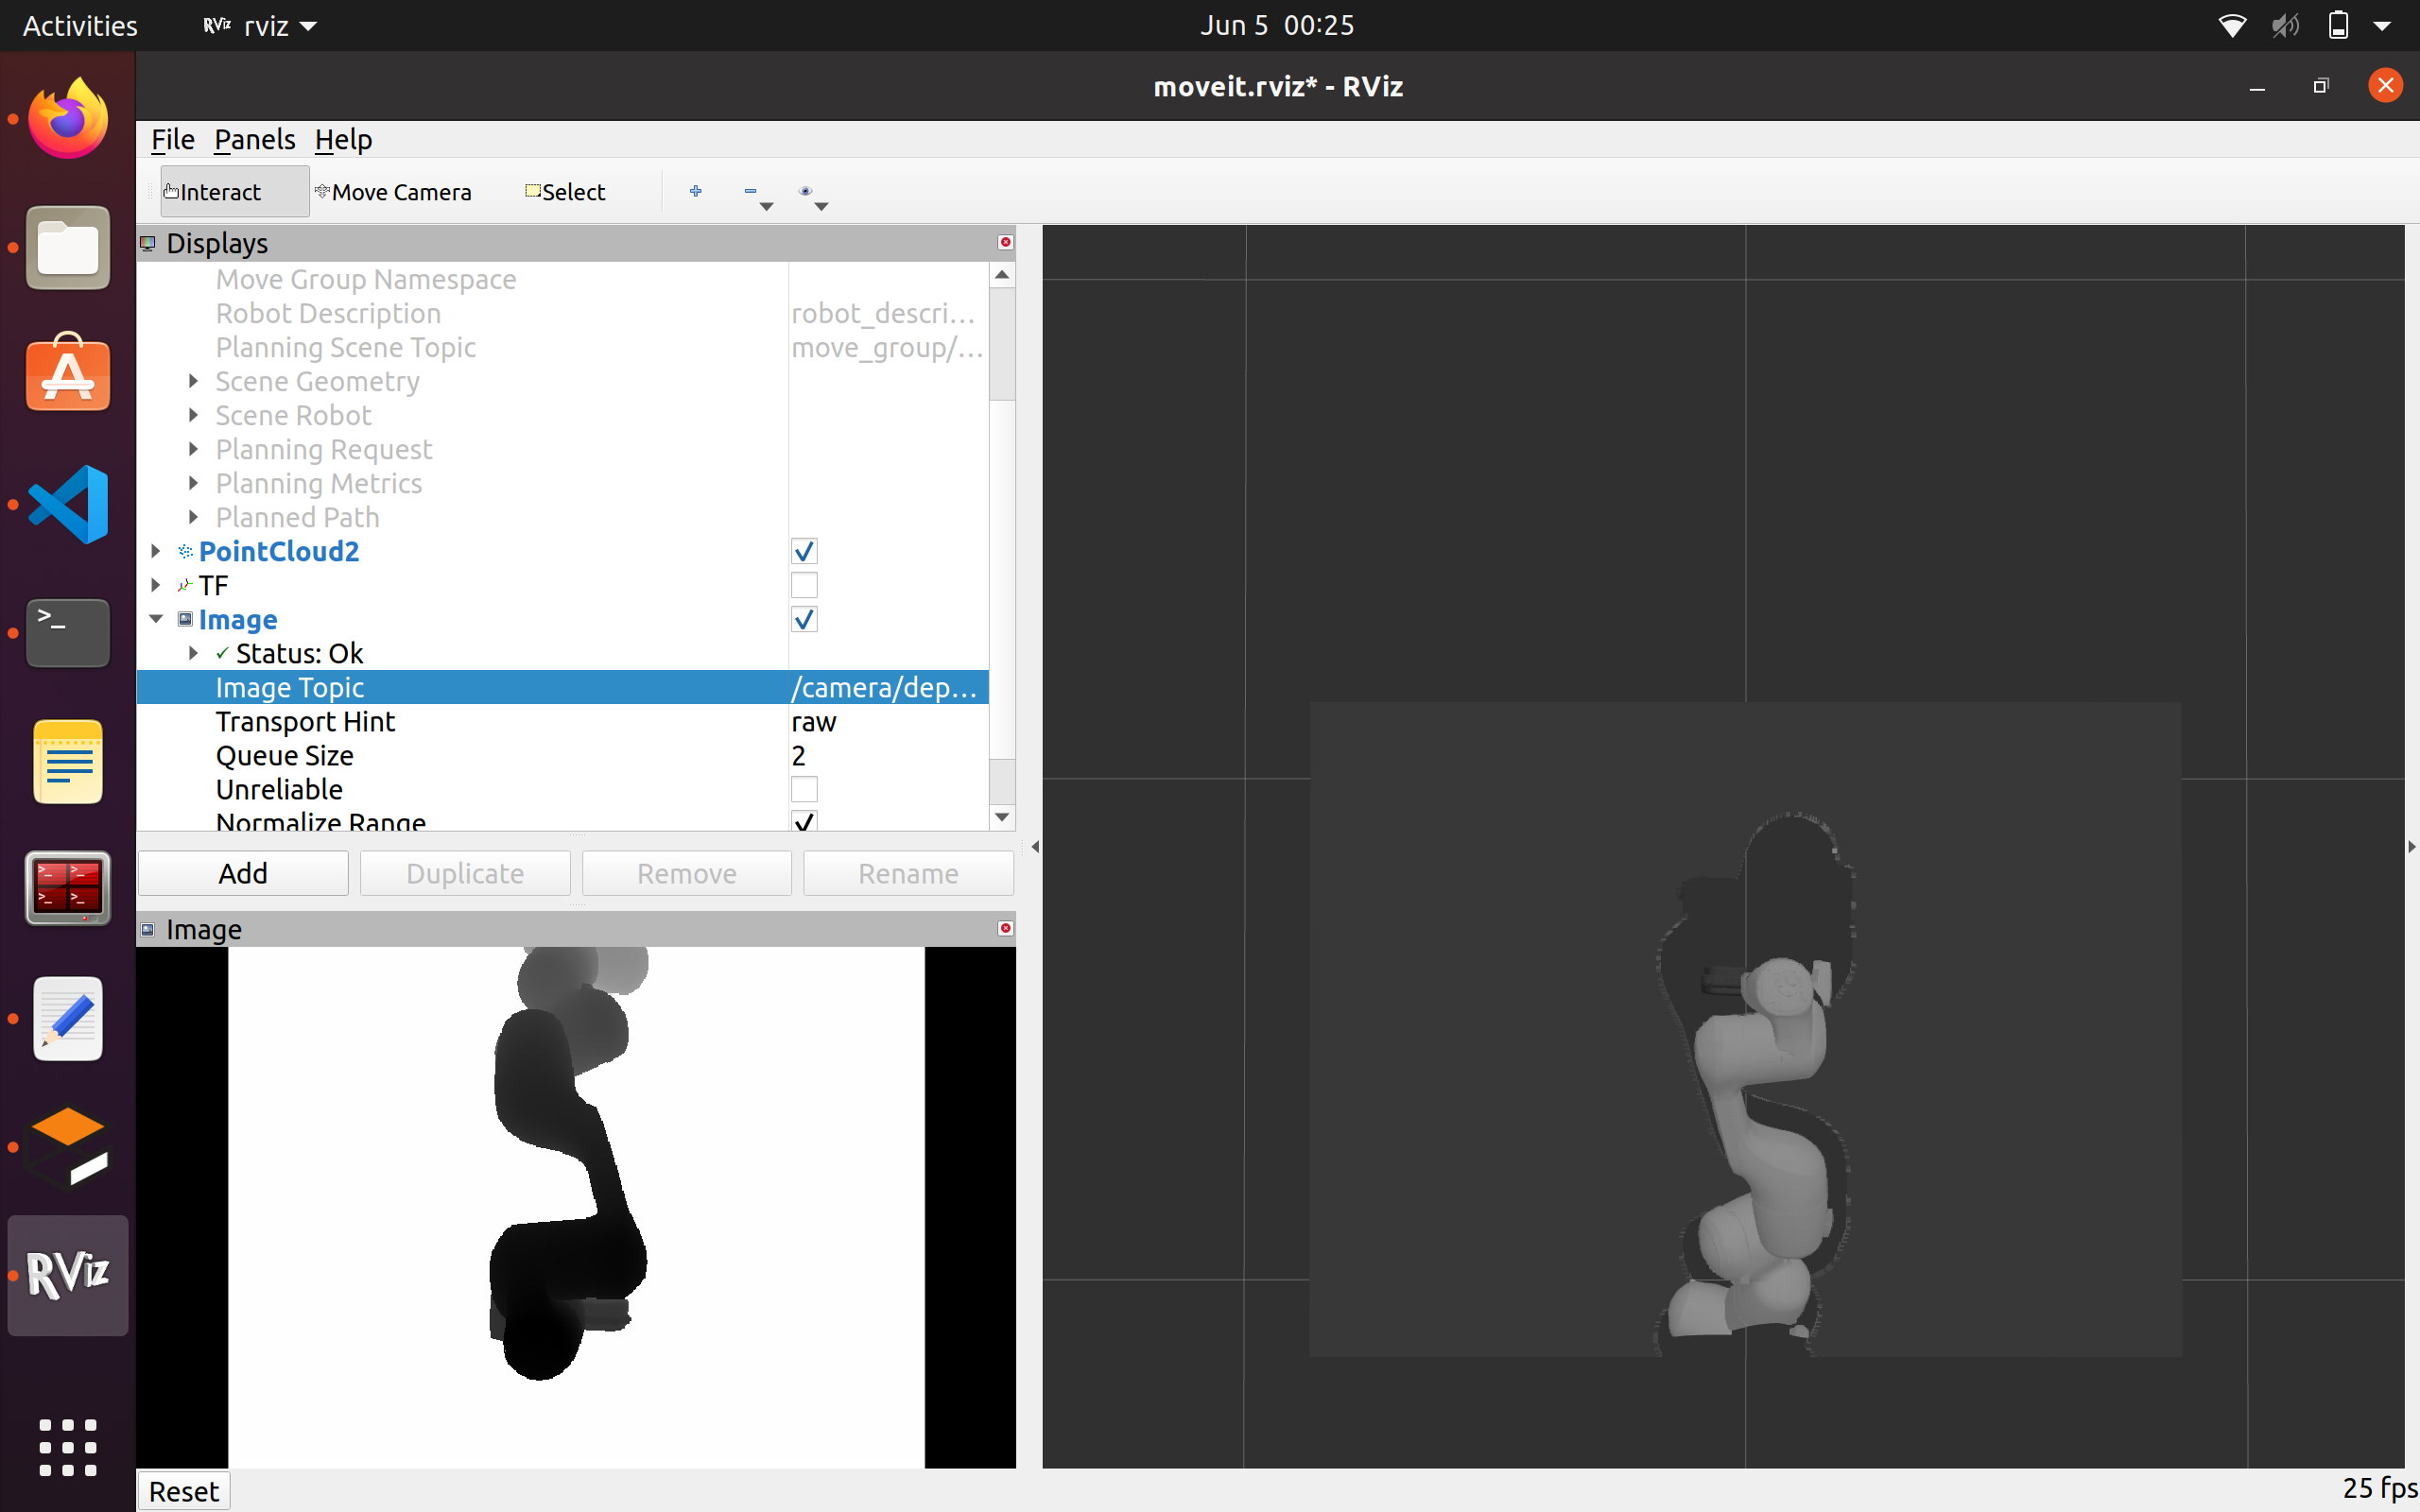 Activities
RViz rviz
Jun 5 00:25
moveit.rviz* - RViz
File Panels Help
Interact
Move Camera
Select
Displays
Move Group Namespace
Robot Description robot_descri…
Planning Scene Topic move_group/…
Scene Geometry
Scene Robot
Planning Request
Planning Metrics
Planned Path
PointCloud2
TF
Image
Status: Ok
Image Topic /camera/dep…
Transport Hint raw
Queue Size 2
Unreliable
Normalize Range
Add
Duplicate
Remove
Rename
Image
RViz
Reset
25 fps